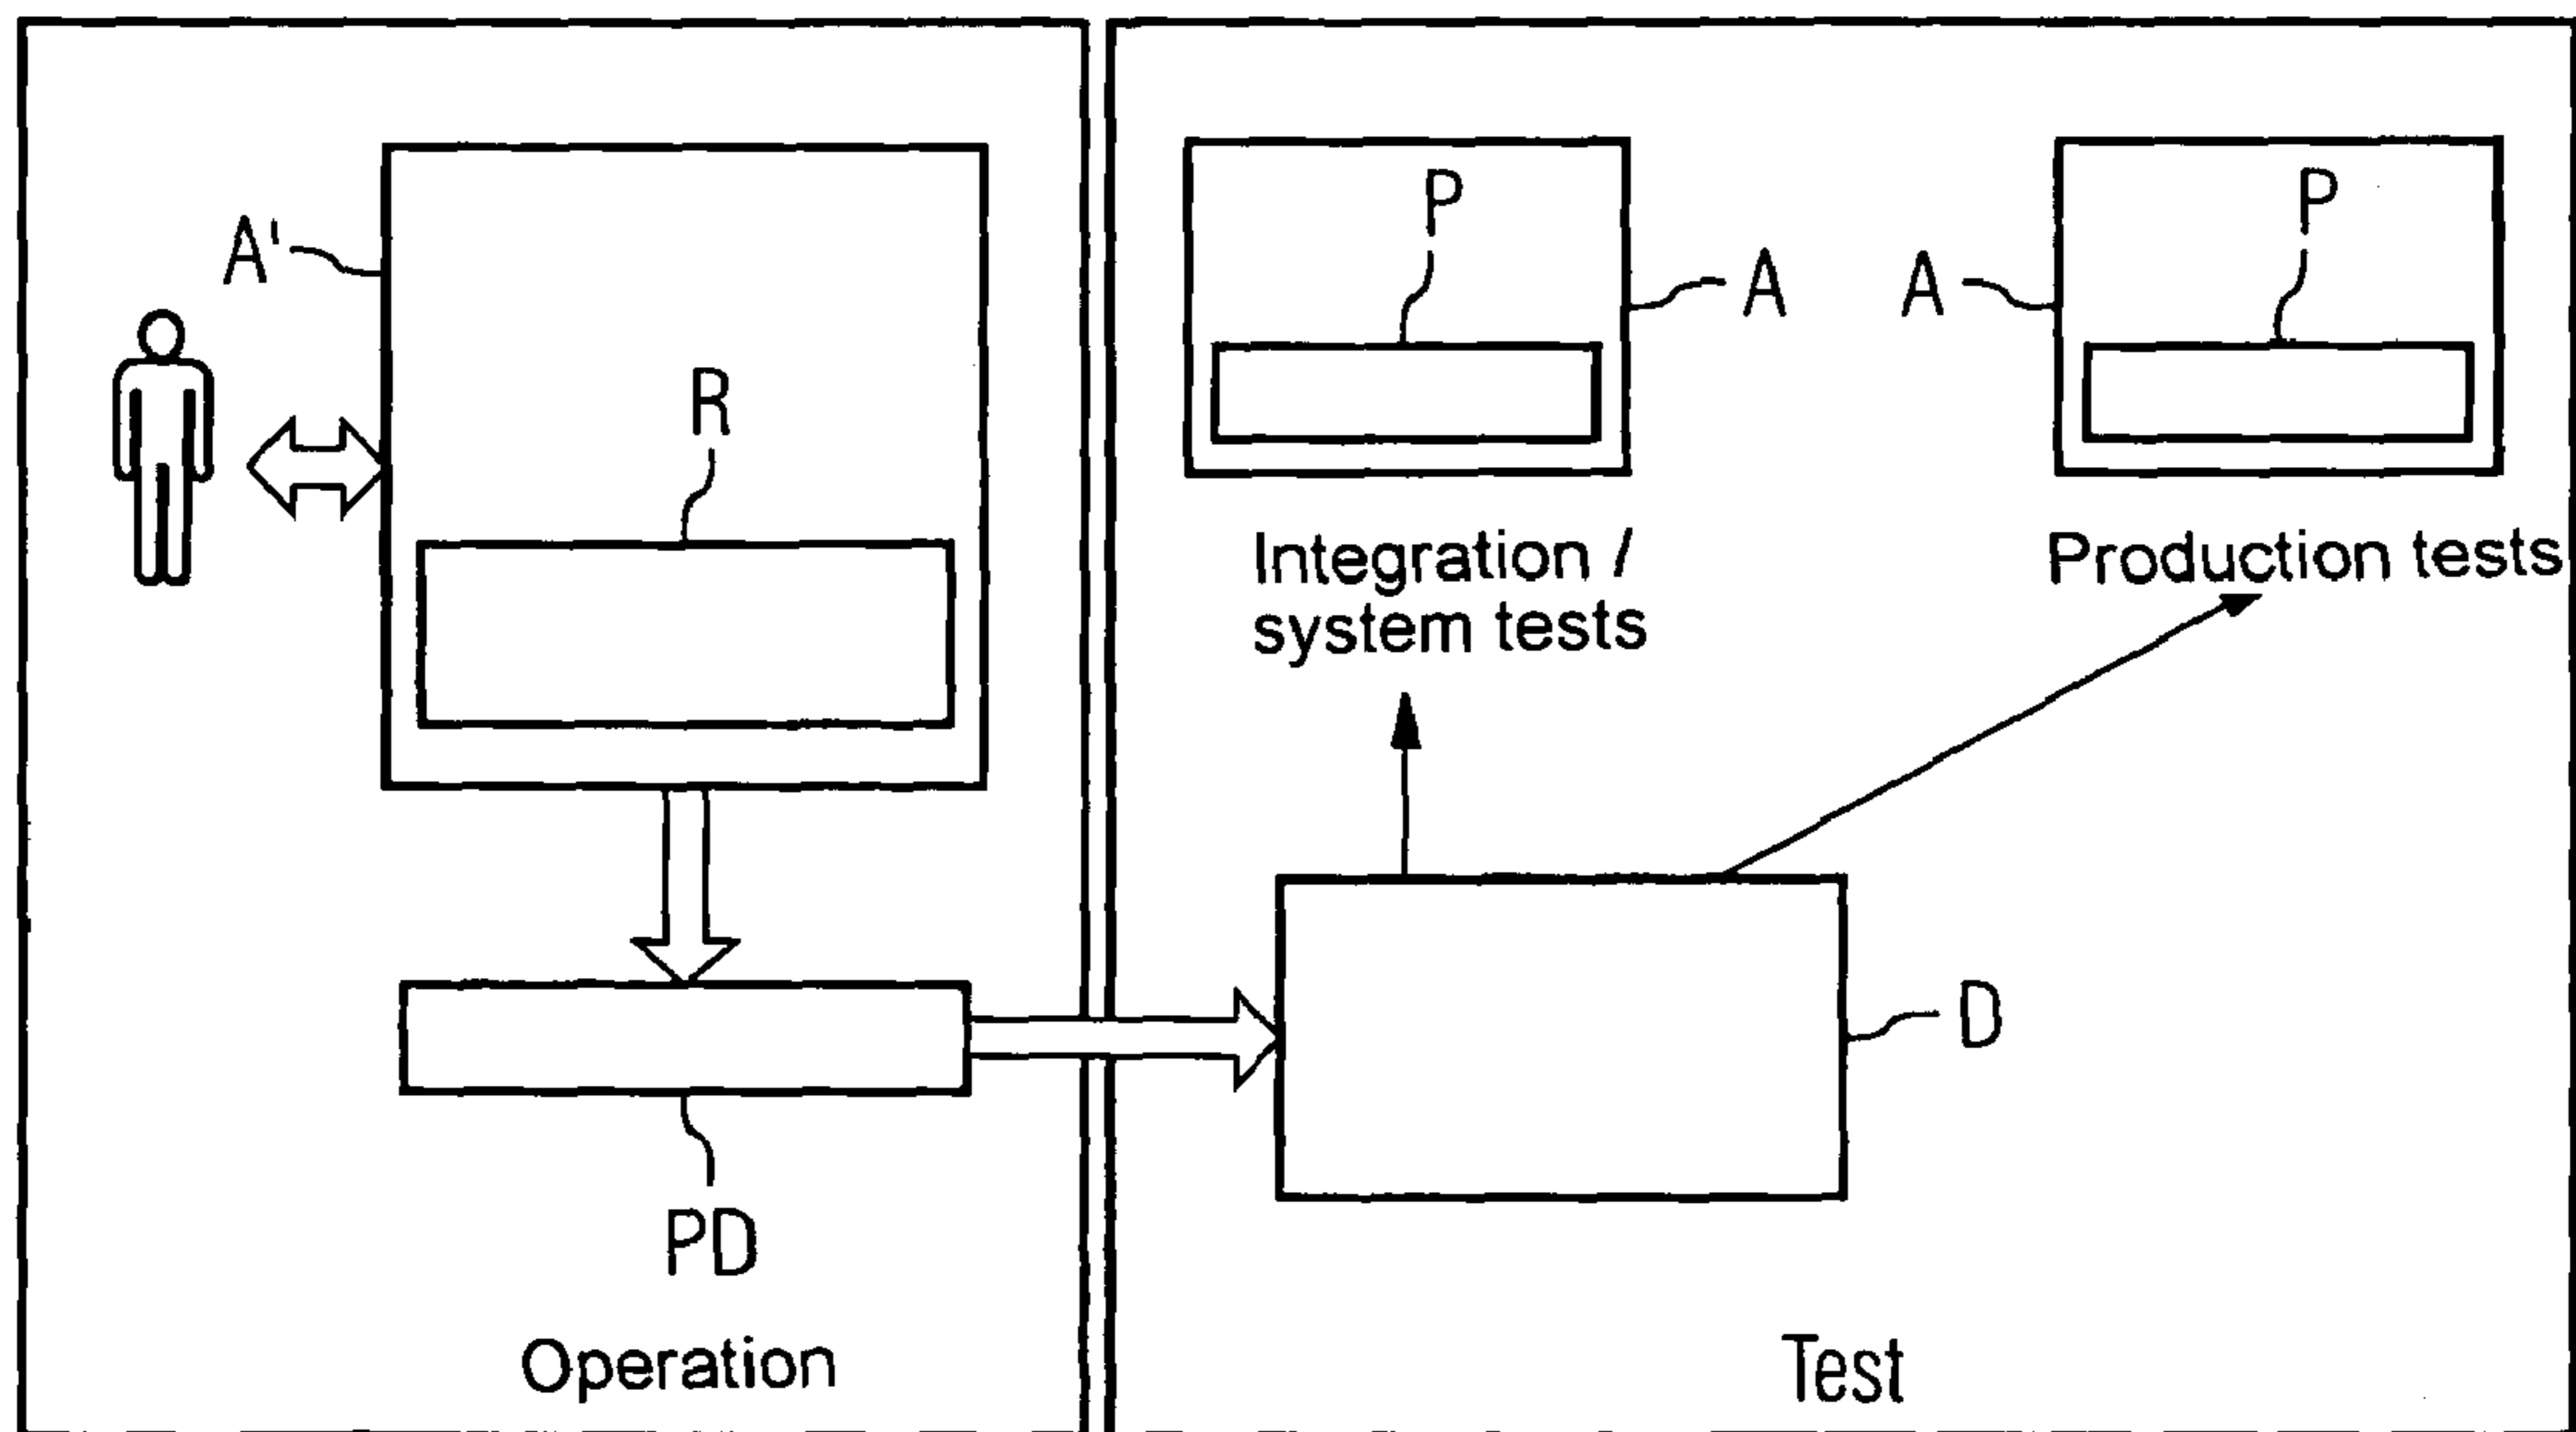 A'
R
PD
Operation
P
A
Integration /
system tests
P
A
Production tests
D
Test